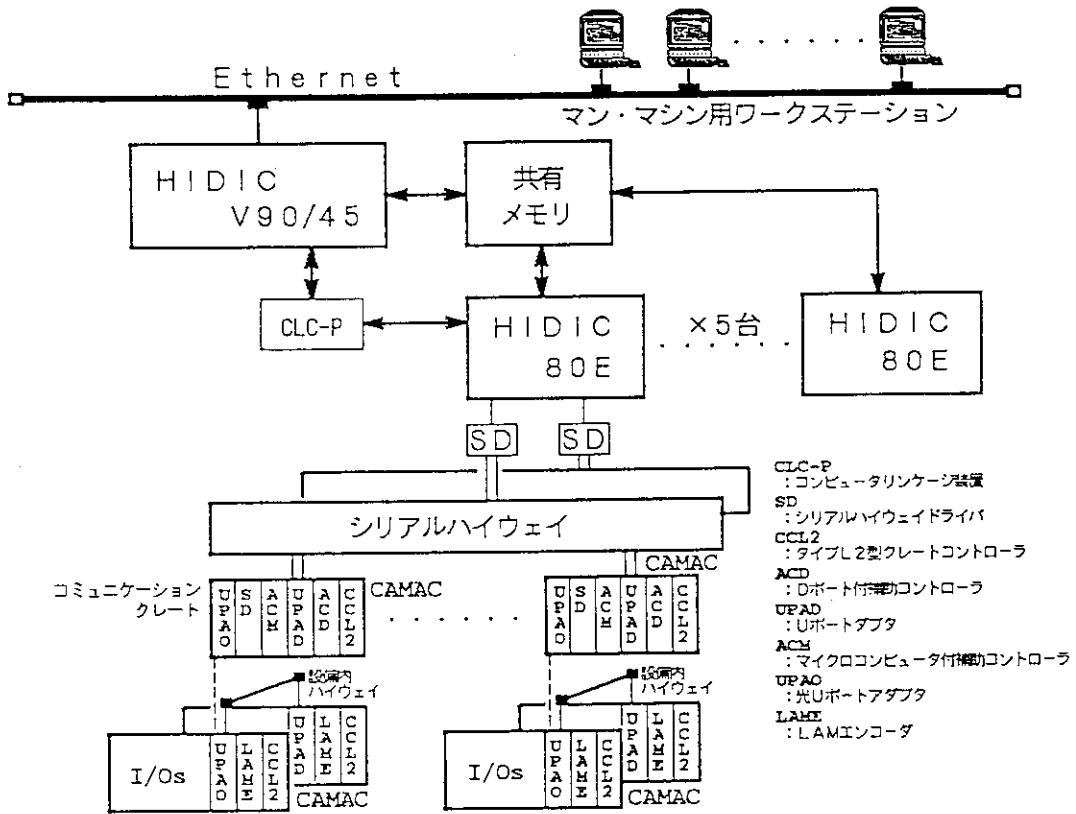 Ethernet
マン・マシン用ワークステーション
HIDIC
V90/45
共有
メモリ
CLC-P
HIDIC
80E
×5台
HIDIC
80E
SD
SD
シリアルハイウェイ
コミュニケーション
クレート
UPAO
SD
ACM
UPAD
ACD
CCL2
CAMAC
CAMAC
UPAO
SD
ACM
UPAD
ACD
CCL2
設備内
ハイウェイ
UPAD
LAME
CCL2
I/Os
UPAO
LAME
CCL2
CAMAC
設備内
ハイウェイ
UPAD
LAME
CCL2
I/Os
UPAO
LAME
CCL2
CAMAC
CLC-P
:コンピュータリンケージ装置
SD
:シリアルハイウェイドライバ
CCL2
:タイプL2型クレートコントローラ
ACD
:Dポート付補助コントローラ
UPAD
:Uポートダプタ
ACM
:マイクロコンピュータ付補助コントローラ
UPAO
:光Uポートアダプタ
LAME
:LAMエンコーダ